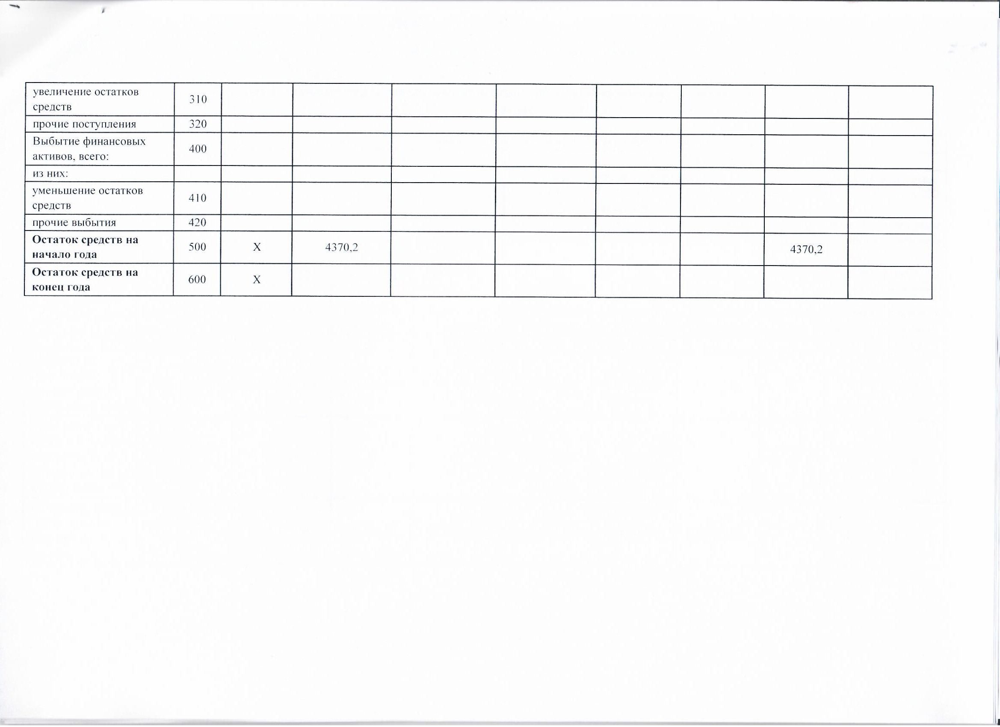 увеличение остатков
средств
310
прочие поступления 320
Выбытие финансовых
активов, всего:
400
из них:
уменьшение остатков
средств
410
прочие выбытия 420
Остаток средств на
начало года
500 X 4370,2 4370,2
Остаток средств на
конец года
600 X